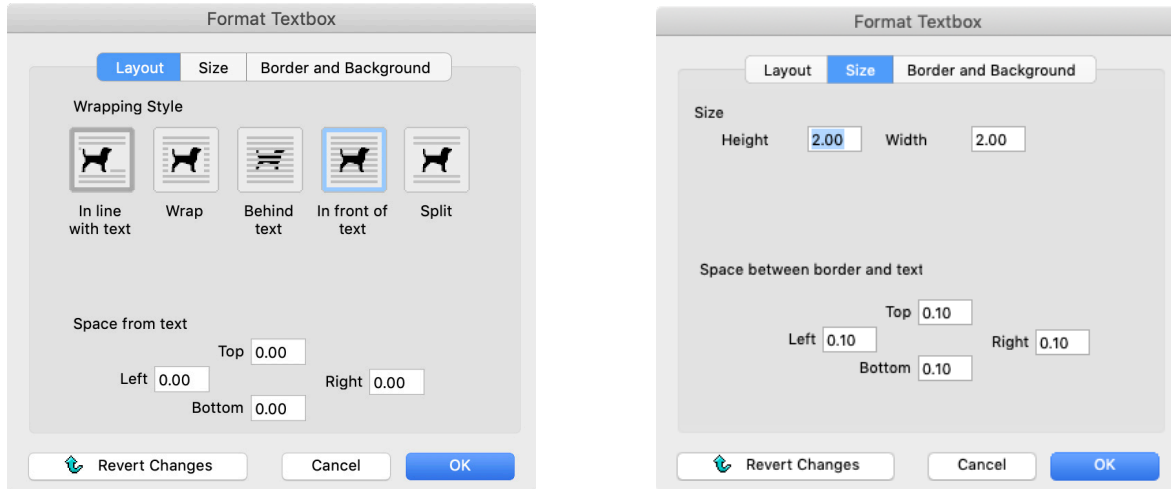 Format Textbox
Layout Size Border and Background
Wrapping Style
In line with text
Wrap
Behind text
In front of text
Split
Space from text
Top 0.00
Left 0.00
Right 0.00
Bottom 0.00
Revert Changes Cancel OK
Format Textbox
Layout Size Border and Background
Size
Height 2.00 Width 2.00
Space between border and text
Top 0.10
Left 0.10
Right 0.10
Bottom 0.10
Revert Changes Cancel OK